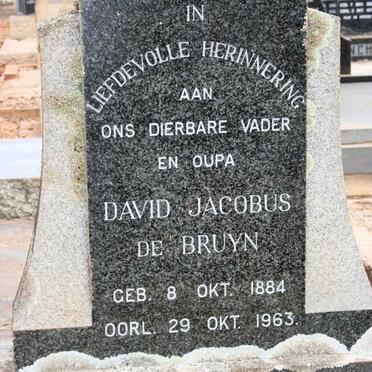 IN
LIEFDEVOLLE HERINNERING
AAN
ONS DIERBARE VADER
EN OUPA
DAVID JACOBUS
DE BRUYN
GEB. 8 OKT. 1884
OORL. 29 OKT. 1963.